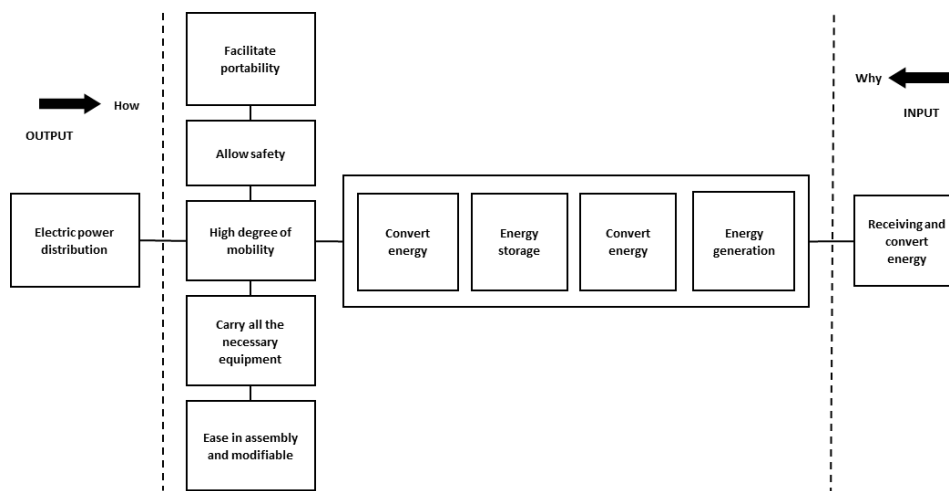 Facilitate
portability
How
OUTPUT
Why
INPUT
Allow safety
Electric power
distribution
High degree of
mobility
Convert
energy
Energy
storage
Convert
energy
Energy
generation
Receiving and
convert
energy
Carry all the
necessary
equipment
Ease in assembly
and modifiable